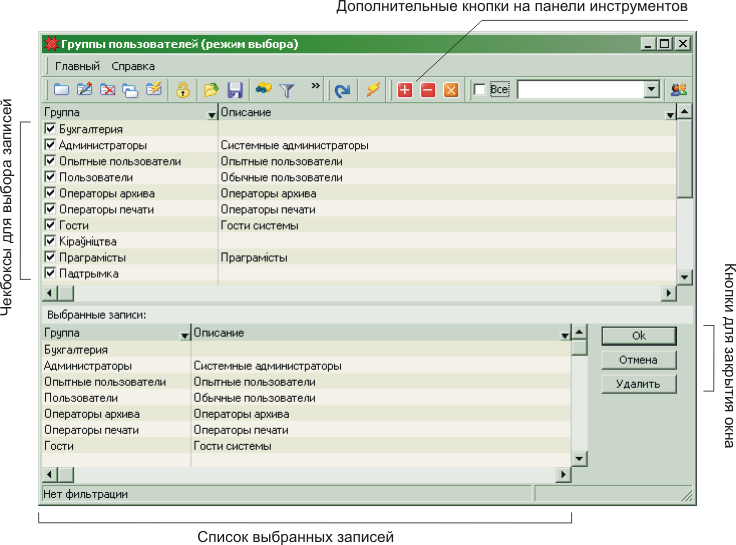 Дополнительные кнопки на панели инструментов
Группы пользователей (режим выбора)
Главный Справка
» Все
Чекбоксы для выбора записей
Группа Описание
Бухгалтерия
Администраторы Системные администраторы
Опытные пользователи Опытные пользователи
Пользователи Обычные пользователи
Операторы архива Операторы архива
Операторы печати Операторы печати
Гости Гости системы
Кіраўніцтва
Праграмісты Праграмісты
Падтрымка
Выбранные записи:
Группа Описание
Бухгалтерия
Администраторы Системные администраторы
Опытные пользователи Опытные пользователи
Пользователи Обычные пользователи
Операторы архива Операторы архива
Операторы печати Операторы печати
Гости Гости системы
Ok
Отмена
Удалить
Кнопки для закрытия окна
Нет фильтрации
Список выбранных записей